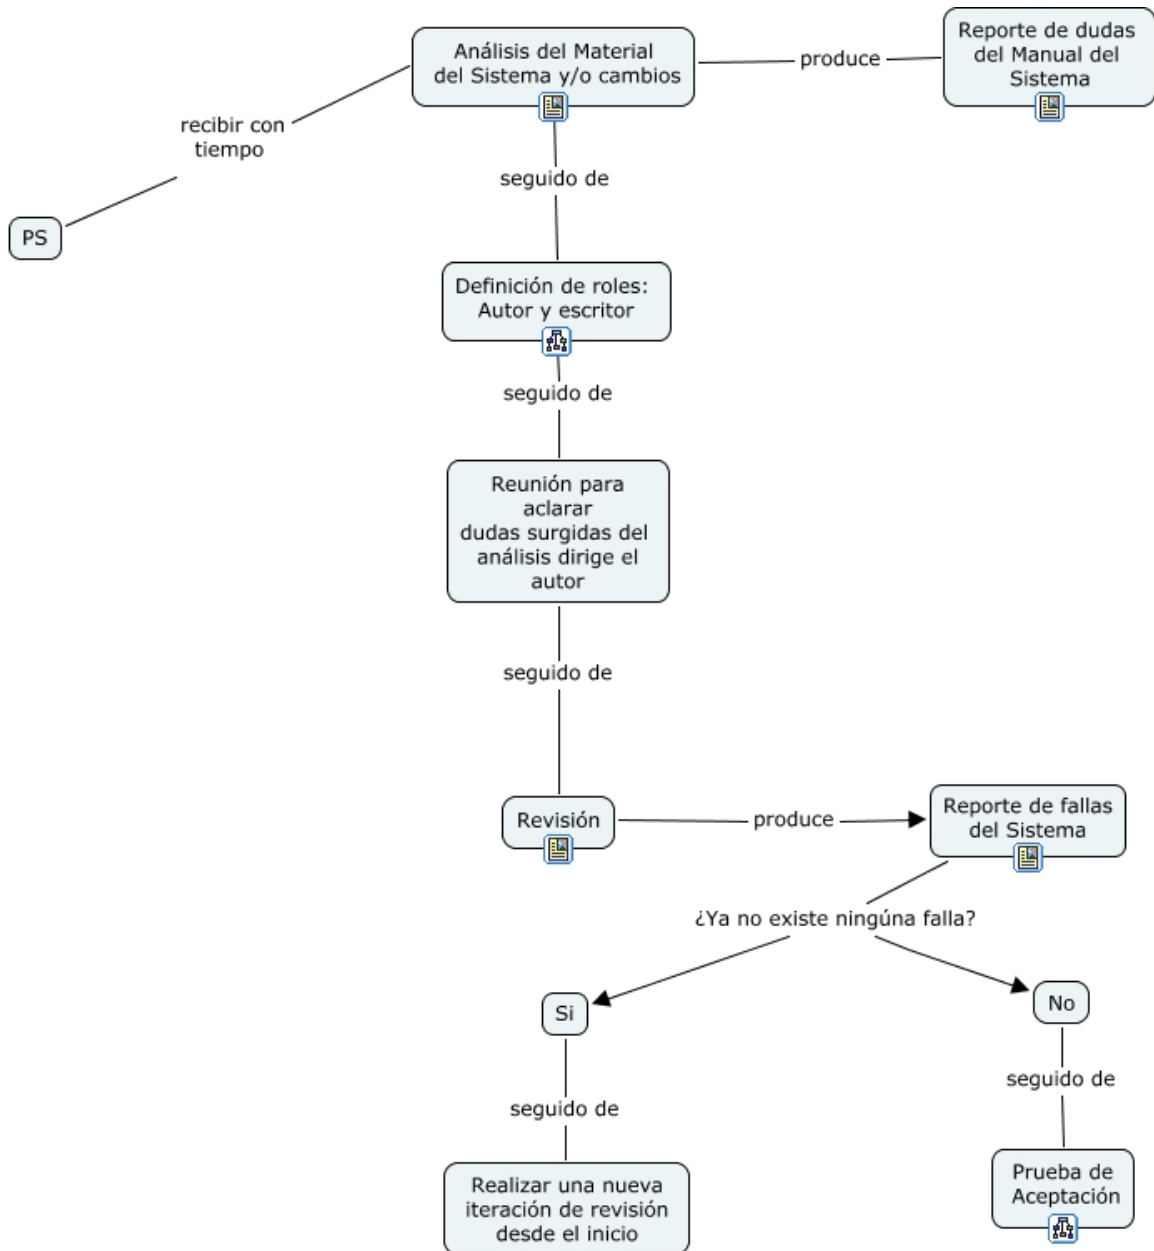 Análisis del Material
del Sistema y/o cambios
produce
Reporte de dudas
del Manual del
Sistema
recibir con
tiempo
PS
seguido de
Definición de roles:
Autor y escritor
seguido de
Reunión para
aclarar
dudas surgidas del
análisis dirige el
autor
seguido de
Revisión
produce
Reporte de fallas
del Sistema
¿Ya no existe ningúna falla?
Si
No
seguido de
seguido de
Realizar una nueva
iteración de revisión
desde el inicio
Prueba de
Aceptación